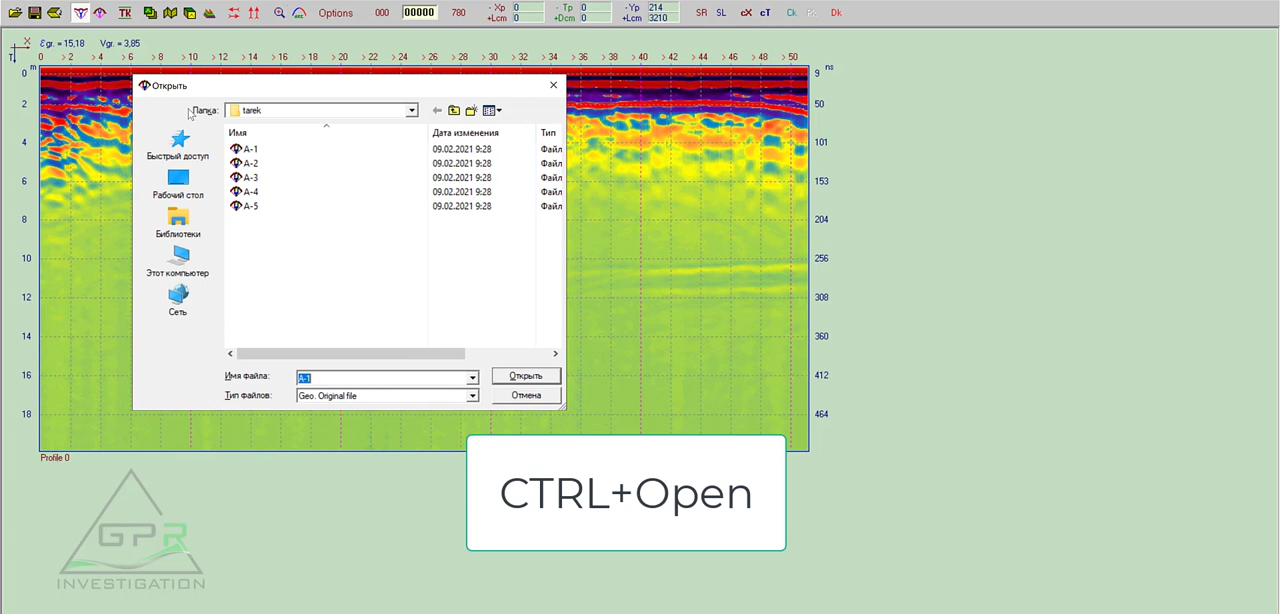 TK Options 000 00000 780 - Xp 0 - Tp 0 - Yp 214 SR SL cX cT Ck Dk
+Lcm 0 +Dcm 0 +Lcm 3210
X Ɛgr. = 15,18 Vgr. = 3,85
T
m 0 > 2 > 4 > 6 > 8 > 10 > 12 > 14 > 16 > 18 > 20 > 22 > 24 > 26 > 28 > 30 > 32 > 34 > 36 > 38 > 40 > 42 > 44 > 46 > 48 > 50 ns
0 9
2 50
4 101
6 153
8 204
10 256
12 308
14 360
16 412
18 464
Открыть
Папка: tarek
Имя Дата изменения Тип
A-1 09.02.2021 9:28 Файл
A-2 09.02.2021 9:28 Файл
A-3 09.02.2021 9:28 Файл
A-4 09.02.2021 9:28 Файл
A-5 09.02.2021 9:28 Файл
Быстрый доступ
Рабочий стол
Библиотеки
Этот компьютер
Сеть
Имя файла: A-1 Открыть
Тип файлов: Geo. Original file Отмена
Profile 0
CTRL+Open
GPR
INVESTIGATION